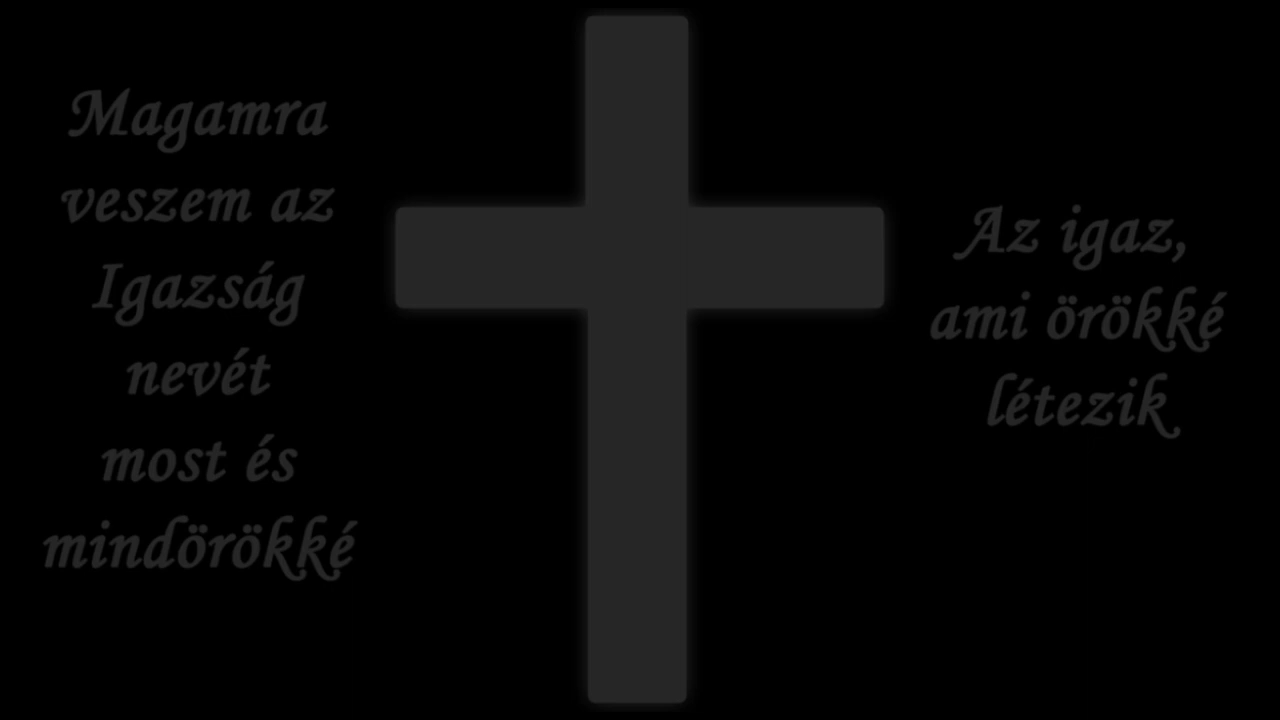 Magamra
veszem az
Igazság
nevét
most és
mindörökké
Az igaz,
ami örökké
létezik